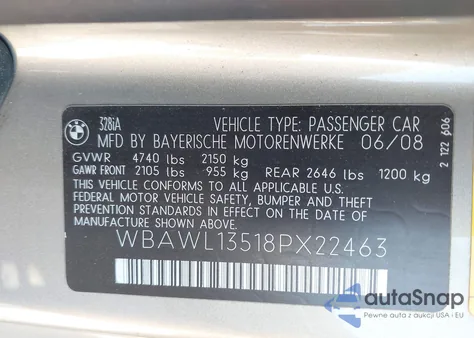 BMW
328iA
VEHICLE TYPE: PASSENGER CAR
MFD BY BAYERISCHE MOTORENWERKE 06/08
GVWR 4740 lbs 2150 kg
GAWR FRONT 2105 lbs 955 kg REAR 2646 lbs 1200 kg
THIS VEHICLE CONFORMS TO ALL APPLICABLE U.S.
FEDERAL MOTOR VEHICLE SAFETY, BUMPER AND THEFT
PREVENTION STANDARDS IN EFFECT ON THE DATE OF
MANUFACTURE SHOWN ABOVE.
WBAWL13518PX22463
2 122 606
autoSnap
Pewne auta z aukcji USA i EU